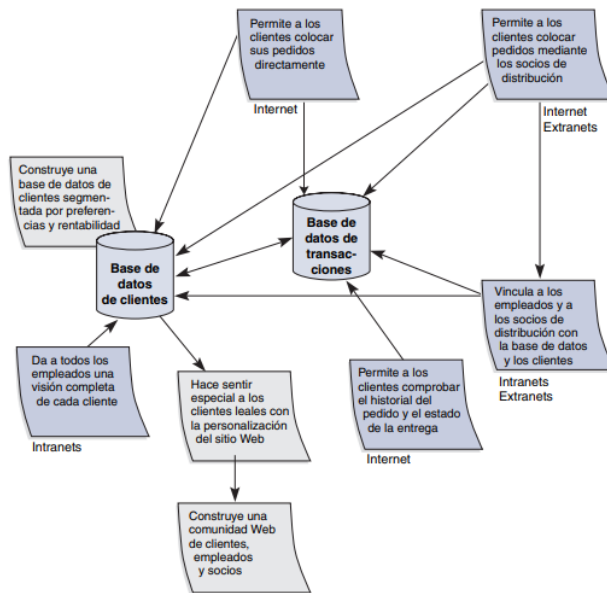 Permite a los
clientes colocar
sus pedidos
directamente
Internet
Permite a los
clientes colocar
pedidos mediante
los socios de
distribución
Internet
Extranets
Construye una
base de datos de
clientes segmen-
tada por preferen-
cias y rentabilidad
Base de
datos
de clientes
Base de
datos de
transac-
ciones
Vincula a los
empleados y a
los socios de
distribución con
la base de datos
y los clientes
Intranets
Extranets
Da a todos los
empleados una
visión completa
de cada cliente
Intranets
Hace sentir
especial a los
clientes leales con
la personalización
del sitio Web
Permite a los
clientes comprobar
el historial del
pedido y el estado
de la entrega
Internet
Construye una
comunidad Web
de clientes,
empleados
y socios